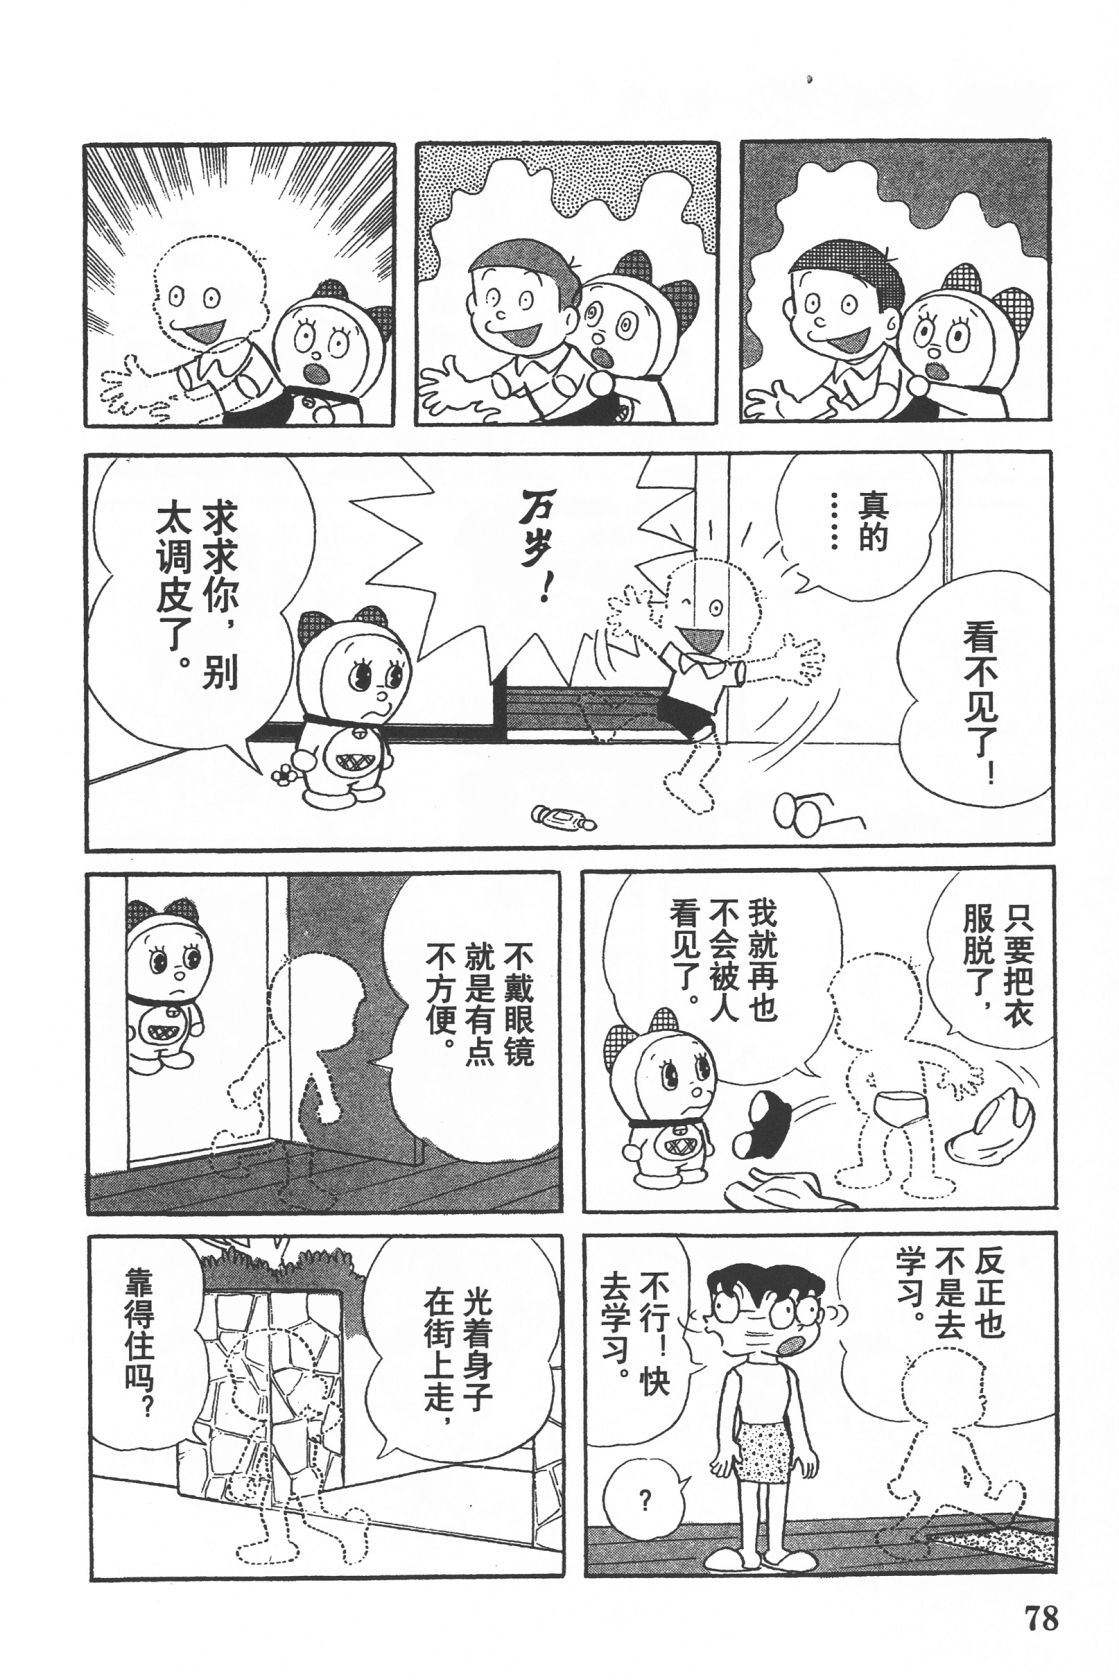 真的
……
看不见了！
万岁！
求求你，别
太调皮了。
只要把衣
服脱了，
我就再也
不会被人
看见了。
不戴眼镜
就是有点
不方便。
反正也
不是去
学习。
不行！快
去学习。
？
光着身子
在街上走，
靠得住吗？
78